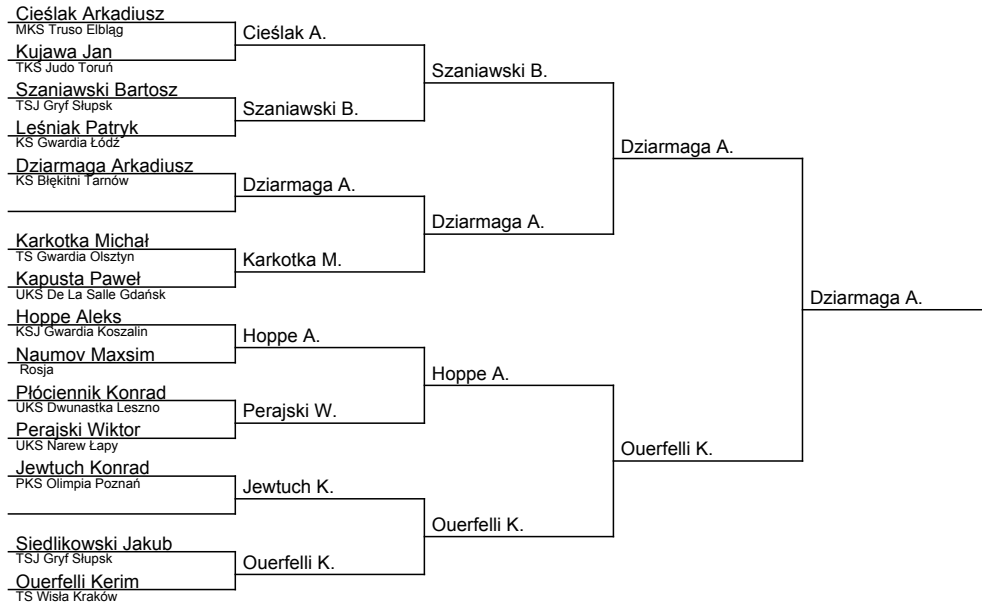 Cieślak Arkadiusz
MKS Truso Elbląg
Kujawa Jan
TKS Judo Toruń
Szaniawski Bartosz
TSJ Gryf Słupsk
Leśniak Patryk
KS Gwardia Łódź
Dziarmaga Arkadiusz
KS Błękitni Tarnów
Karkotka Michał
TS Gwardia Olsztyn
Kapusta Paweł
UKS De La Salle Gdańsk
Hoppe Aleks
KSJ Gwardia Koszalin
Naumov Maxsim
Rosja
Płóciennik Konrad
UKS Dwunastka Leszno
Perajski Wiktor
UKS Narew Łapy
Jewtuch Konrad
PKS Olimpia Poznań
Siedlikowski Jakub
TSJ Gryf Słupsk
Ouerfelli Kerim
TS Wisła Kraków
Cieślak A.
Szaniawski B.
Dziarmaga A.
Karkotka M.
Hoppe A.
Perajski W.
Jewtuch K.
Ouerfelli K.
Szaniawski B.
Dziarmaga A.
Hoppe A.
Ouerfelli K.
Dziarmaga A.
Ouerfelli K.
Dziarmaga A.